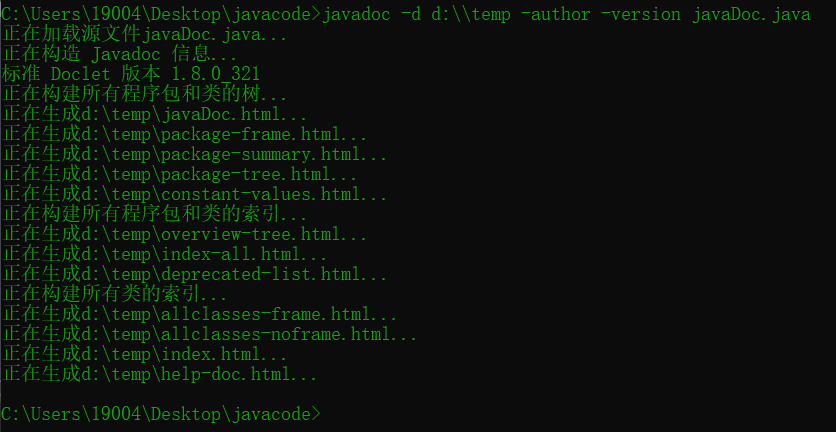 C:\Users\19004\Desktop\javacode>javadoc -d d:\\temp -author -version javaDoc.java
正在加载源文件javaDoc.java...
正在构造 Javadoc 信息...
标准 Doclet 版本 1.8.0_321
正在构建所有程序包和类的树...
正在生成d:\temp\javaDoc.html...
正在生成d:\temp\package-frame.html...
正在生成d:\temp\package-summary.html...
正在生成d:\temp\package-tree.html...
正在生成d:\temp\constant-values.html...
正在构建所有程序包和类的索引...
正在生成d:\temp\overview-tree.html...
正在生成d:\temp\index-all.html...
正在生成d:\temp\deprecated-list.html...
正在构建所有类的索引...
正在生成d:\temp\allclasses-frame.html...
正在生成d:\temp\allclasses-noframe.html...
正在生成d:\temp\index.html...
正在生成d:\temp\help-doc.html...
C:\Users\19004\Desktop\javacode>